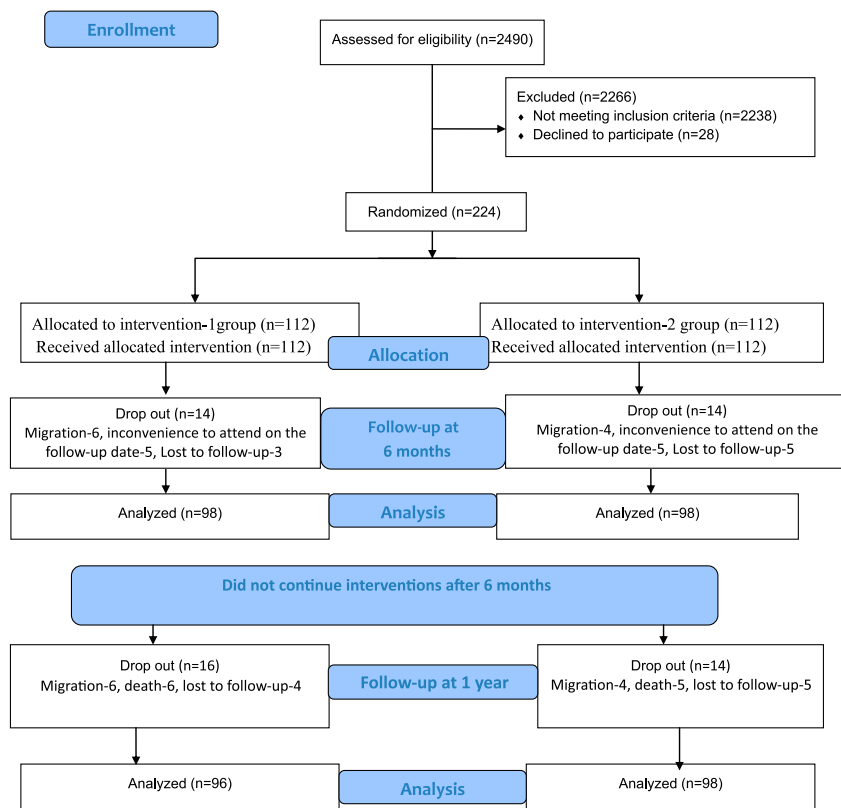 Enrollment
Assessed for eligibility (n=2490)
Excluded (n=2266)
♦ Not meeting inclusion criteria (n=2238)
♦ Declined to participate (n=28)
Randomized (n=224)
Allocated to intervention-1group (n=112)
Received allocated intervention (n=112)
Allocated to intervention-2 group (n=112)
Received allocated intervention (n=112)
Allocation
Drop out (n=14)
Migration-6, inconvenience to attend on the
follow-up date-5, Lost to follow-up-3
Follow-up at
6 months
Drop out (n=14)
Migration-4, inconvenience to attend on the
follow-up date-5, Lost to follow-up-5
Analyzed (n=98)
Analysis
Analyzed (n=98)
Did not continue interventions after 6 months
Drop out (n=16)
Migration-6, death-6, lost to follow-up-4
Follow-up at 1 year
Drop out (n=14)
Migration-4, death-5, lost to follow-up-5
Analyzed (n=96)
Analysis
Analyzed (n=98)